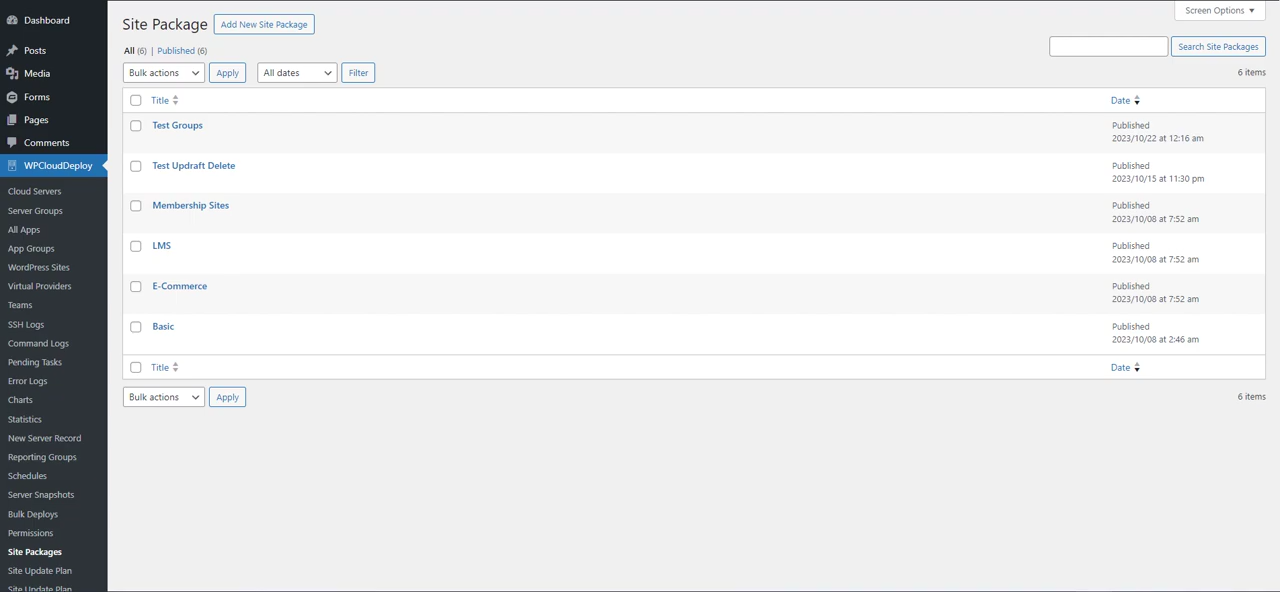 Dashboard
Posts
Media
Forms
Pages
Comments
WPCloudDeploy
Cloud Servers
Server Groups
All Apps
App Groups
WordPress Sites
Virtual Providers
Teams
SSH Logs
Command Logs
Pending Tasks
Error Logs
Charts
Statistics
New Server Record
Reporting Groups
Schedules
Server Snapshots
Bulk Deploys
Permissions
Site Packages
Site Update Plan
Site Update Plan
Screen Options
Site Package Add New Site Package
All (6) | Published (6)
Search Site Packages
Bulk actions Apply All dates Filter
6 items
Title Date
Test Groups Published
2023/10/22 at 12:16 am
Test Updraft Delete Published
2023/10/15 at 11:30 pm
Membership Sites Published
2023/10/08 at 7:52 am
LMS Published
2023/10/08 at 7:52 am
E-Commerce Published
2023/10/08 at 7:52 am
Basic Published
2023/10/08 at 2:46 am
Title Date
Bulk actions Apply 6 items